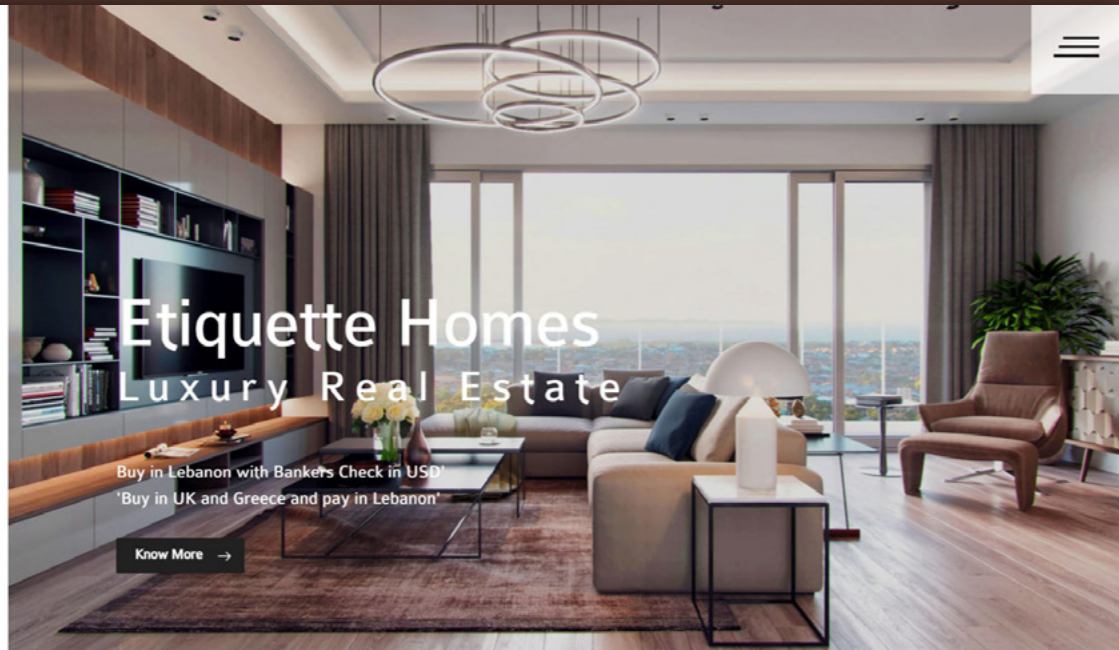 Etiquette Homes
Luxury Real Estate
Buy in Lebanon with Bankers Check in USD'
'Buy in UK and Greece and pay in Lebanon'
Know More →